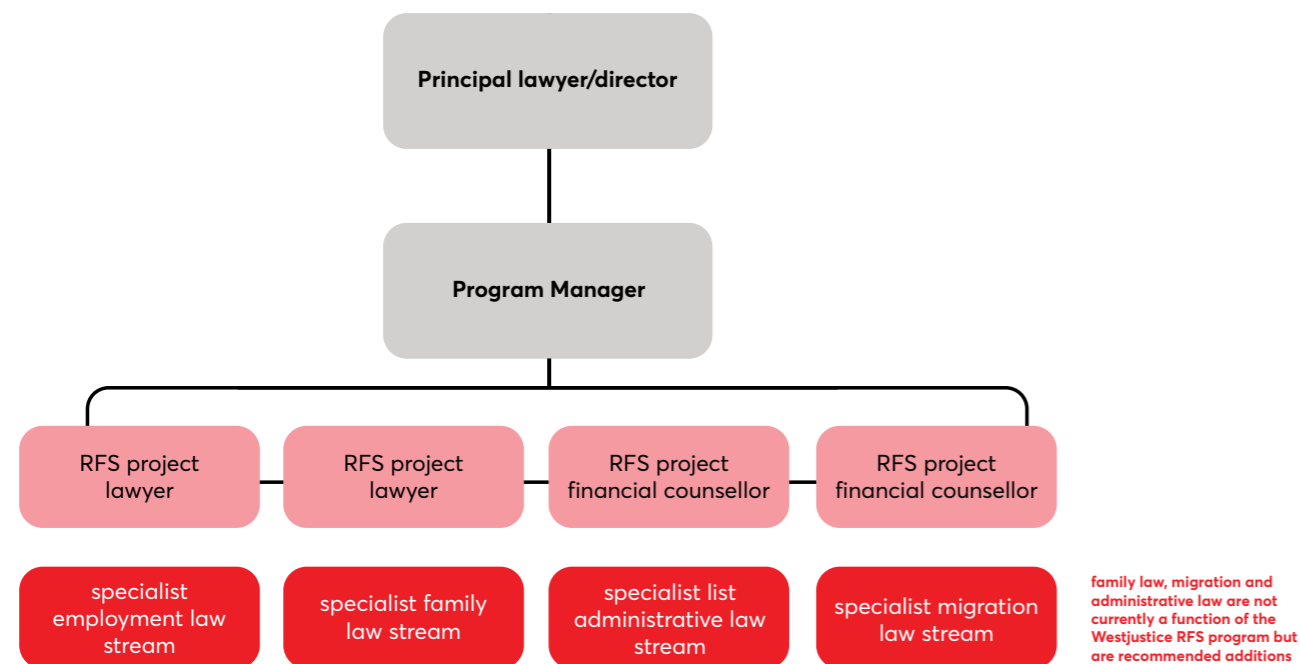 Principal lawyer/director
Program Manager
RFS project
lawyer
RFS project
lawyer
RFS project
financial counsellor
RFS project
financial counsellor
specialist
employment law
stream
specialist family
law stream
specialist list
administrative law
stream
specialist migration
law stream
family law, migration and
administrative law are not
currently a function of the
Westjustice RFS program but
are recommended additions